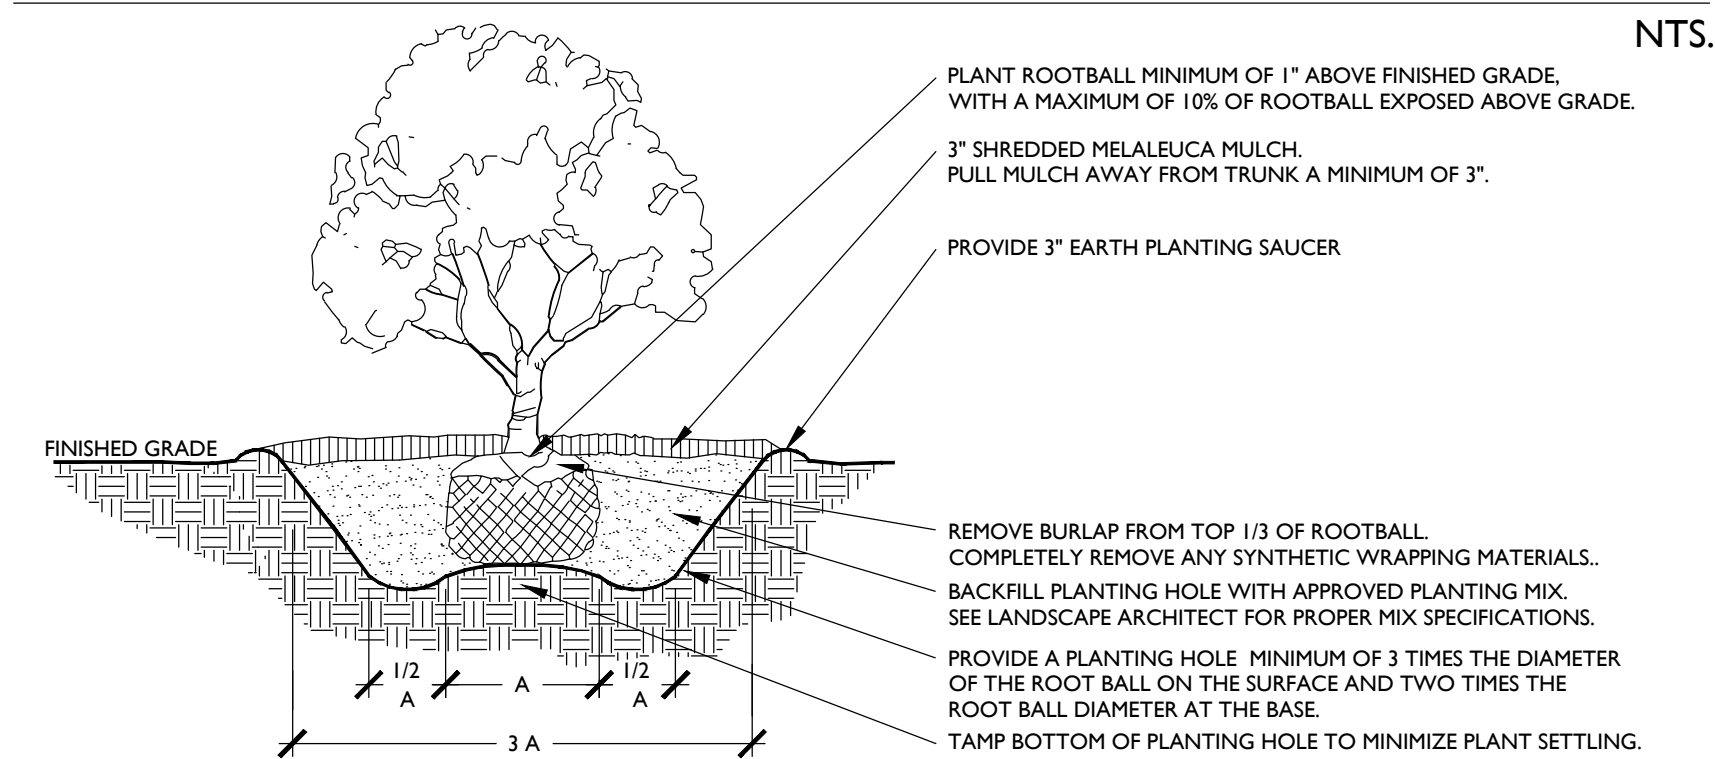 NTS.
PLANT ROOTBALL MINIMUM OF 1" ABOVE FINISHED GRADE,
WITH A MAXIMUM OF 10% OF ROOTBALL EXPOSED ABOVE GRADE.
3" SHREDDED MELALEUCA MULCH.
PULL MULCH AWAY FROM TRUNK A MINIMUM OF 3".
PROVIDE 3" EARTH PLANTING SAUCER
FINISHED GRADE
REMOVE BURLAP FROM TOP 1/3 OF ROOTBALL.
COMPLETELY REMOVE ANY SYNTHETIC WRAPPING MATERIALS..
BACKFILL PLANTING HOLE WITH APPROVED PLANTING MIX.
SEE LANDSCAPE ARCHITECT FOR PROPER MIX SPECIFICATIONS.
PROVIDE A PLANTING HOLE MINIMUM OF 3 TIMES THE DIAMETER
OF THE ROOT BALL ON THE SURFACE AND TWO TIMES THE
ROOT BALL DIAMETER AT THE BASE.
TAMP BOTTOM OF PLANTING HOLE TO MINIMIZE PLANT SETTLING.
1/2
A
A
1/2
A
3 A